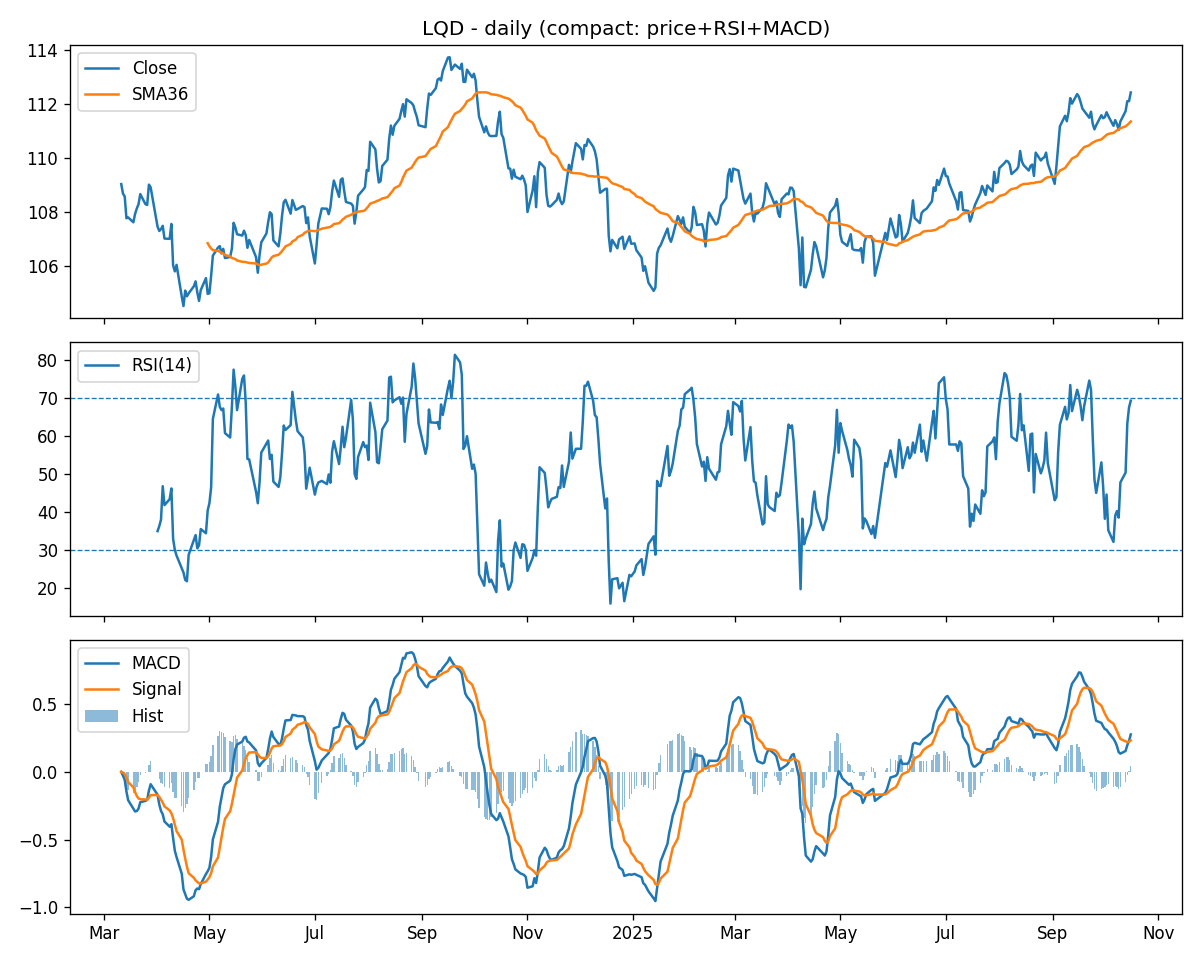 LQD - daily (compact: price+RSI+MACD)
114
112
110
108
106
Close
SMA36
80
70
60
50
40
30
20
RSI(14)
0.5
0.0
−0.5
−1.0
MACD
Signal
Hist
Mar May Jul Sep Nov 2025 Mar May Jul Sep Nov